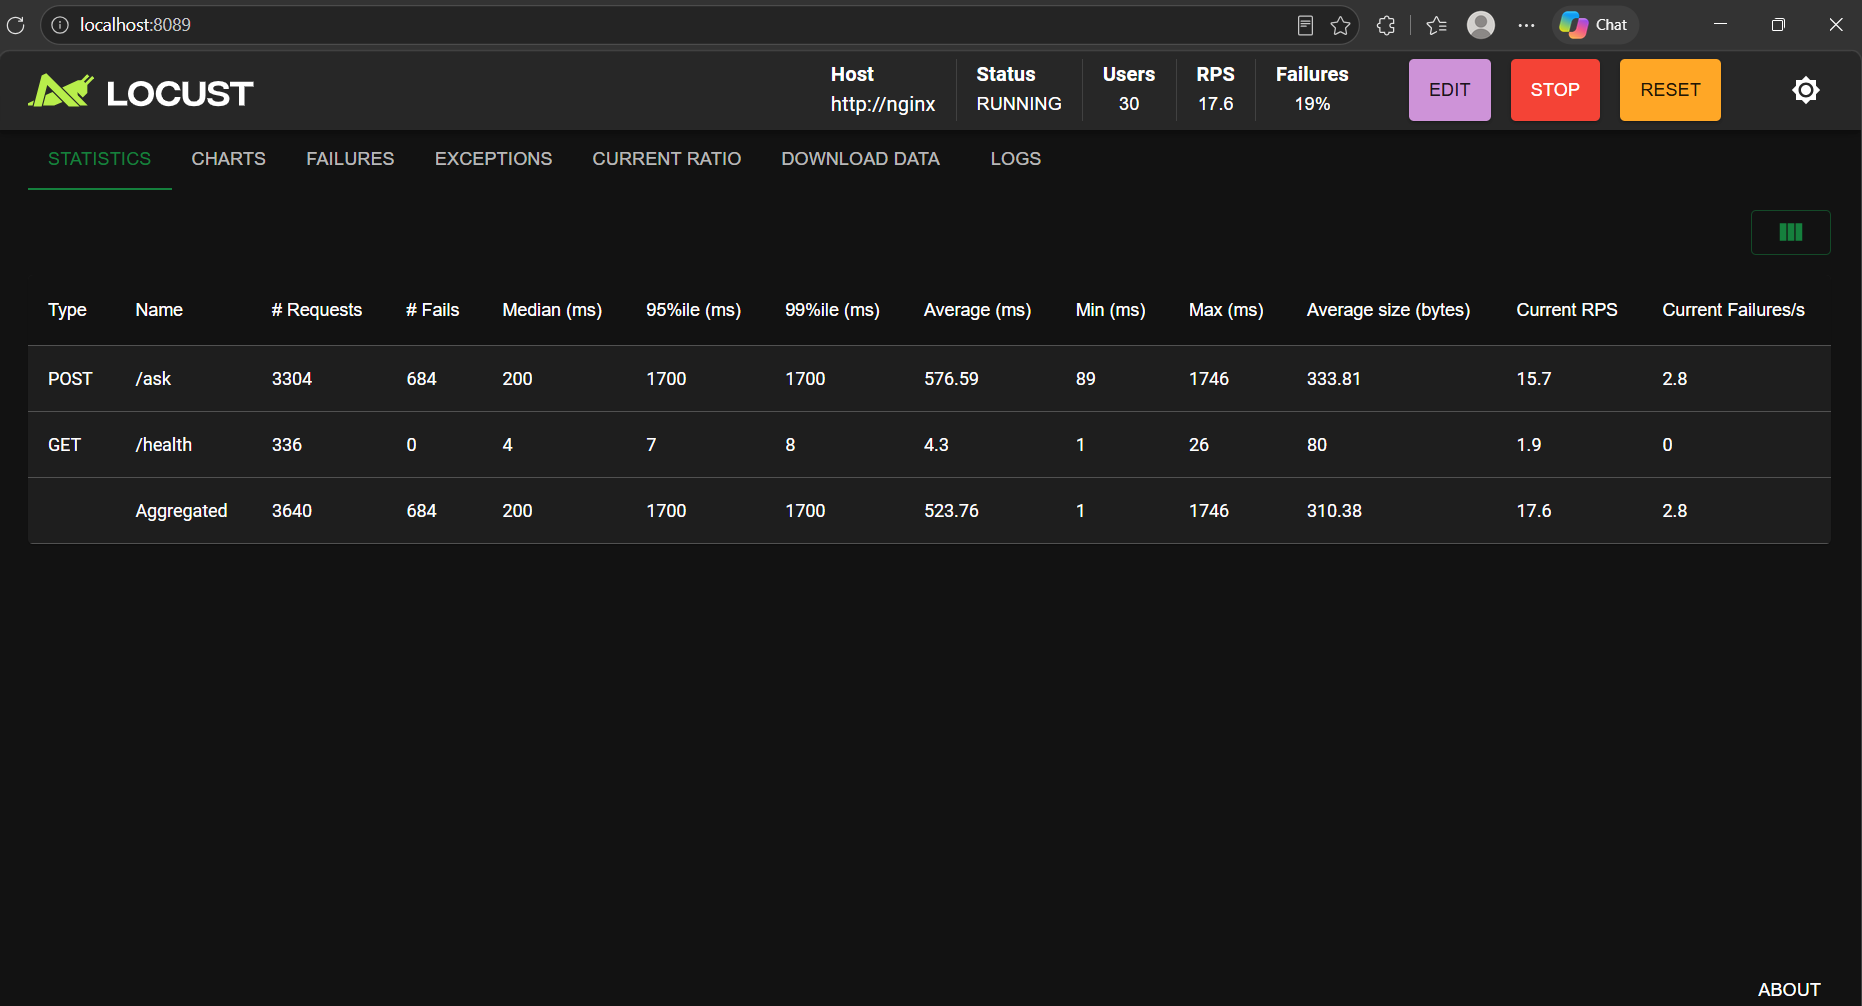 localhost:8089
Chat
LOCUST
Host Status Users RPS Failures
http://nginx RUNNING 30 17.6 19%
EDIT STOP RESET
STATISTICS CHARTS FAILURES EXCEPTIONS CURRENT RATIO DOWNLOAD DATA LOGS
Type Name # Requests # Fails Median (ms) 95%ile (ms) 99%ile (ms) Average (ms) Min (ms) Max (ms) Average size (bytes) Current RPS Current Failures/s
POST /ask 3304 684 200 1700 1700 576.59 89 1746 333.81 15.7 2.8
GET /health 336 0 4 7 8 4.3 1 26 80 1.9 0
Aggregated 3640 684 200 1700 1700 523.76 1 1746 310.38 17.6 2.8
ABOUT